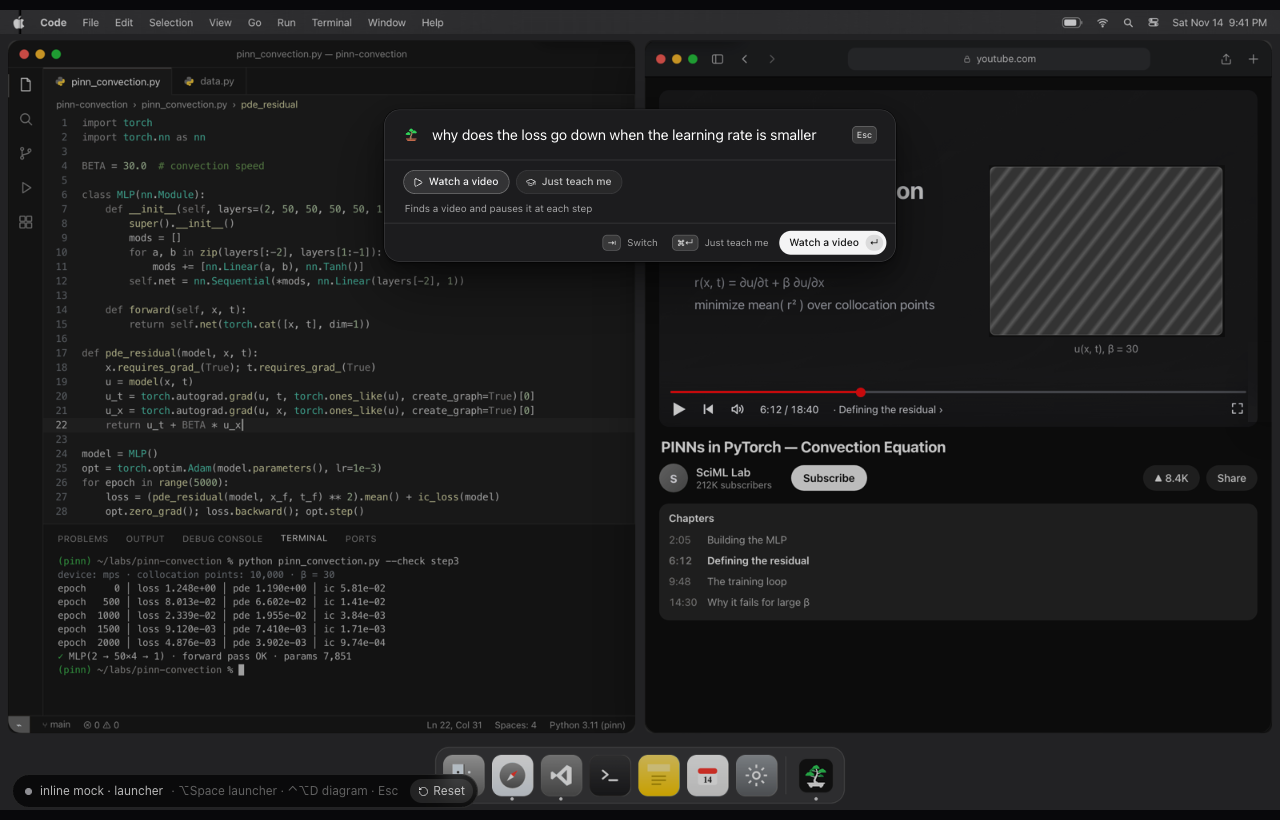 Code File Edit Selection View Go Run Terminal Window Help
Sat Nov 14 9:41 PM
pinn_convection.py — pinn-convection
pinn_convection.py data.py
pinn-convection › pinn_convection.py › pde_residual
1 import torch
2 import torch.nn as nn
3
4 BETA = 30.0 # convection speed
5
6 class MLP(nn.Module):
7 def __init__(self, layers=(2, 50, 50, 50, 50, 1
8 super().__init__()
9 mods = []
10 for a, b in zip(layers[:-2], layers[1:-1]):
11 mods += [nn.Linear(a, b), nn.Tanh()]
12 self.net = nn.Sequential(*mods, nn.Linear(layers[-2], 1))
13
14 def forward(self, x, t):
15 return self.net(torch.cat([x, t], dim=1))
16
17 def pde_residual(model, x, t):
18 x.requires_grad_(True); t.requires_grad_(True)
19 u = model(x, t)
20 u_t = torch.autograd.grad(u, t, torch.ones_like(u), create_graph=True)[0]
21 u_x = torch.autograd.grad(u, x, torch.ones_like(u), create_graph=True)[0]
22 return u_t + BETA * u_x
23
24 model = MLP()
25 opt = torch.optim.Adam(model.parameters(), lr=1e-3)
26 for epoch in range(5000):
27 loss = (pde_residual(model, x_f, t_f) ** 2).mean() + ic_loss(model)
28 opt.zero_grad(); loss.backward(); opt.step()
PROBLEMS OUTPUT DEBUG CONSOLE TERMINAL PORTS
(pinn) ~/labs/pinn-convection % python pinn_convection.py --check step3
device: mps · collocation points: 10,000 · β = 30
epoch 0 │ loss 1.248e+00 │ pde 1.190e+00 │ ic 5.81e-02
epoch 500 │ loss 8.013e-02 │ pde 6.602e-02 │ ic 1.41e-02
epoch 1000 │ loss 2.339e-02 │ pde 1.955e-02 │ ic 3.84e-03
epoch 1500 │ loss 9.120e-03 │ pde 7.410e-03 │ ic 1.71e-03
epoch 2000 │ loss 4.876e-03 │ pde 3.902e-03 │ ic 9.74e-04
✓ MLP(2 → 50×4 → 1) · forward pass OK · params 7,851
(pinn) ~/labs/pinn-convection %
main 0 0 Ln 22, Col 31 Spaces: 4 Python 3.11 (pinn)
why does the loss go down when the learning rate is smaller Esc
Watch a video Just teach me
Finds a video and pauses it at each step
Switch ⌘↵ Just teach me Watch a video ↵
youtube.com
on
r(x, t) = ∂u/∂t + β ∂u/∂x
minimize mean( r² ) over collocation points
u(x, t), β = 30
6:12 / 18:40 · Defining the residual ›
PINNs in PyTorch — Convection Equation
S
SciML Lab
212K subscribers
Subscribe
▲ 8.4K Share
Chapters
2:05 Building the MLP
6:12 Defining the residual
9:48 The training loop
14:30 Why it fails for large β
14
inline mock · launcher · ⌥Space launcher · ⌃⌥D diagram · Esc Reset